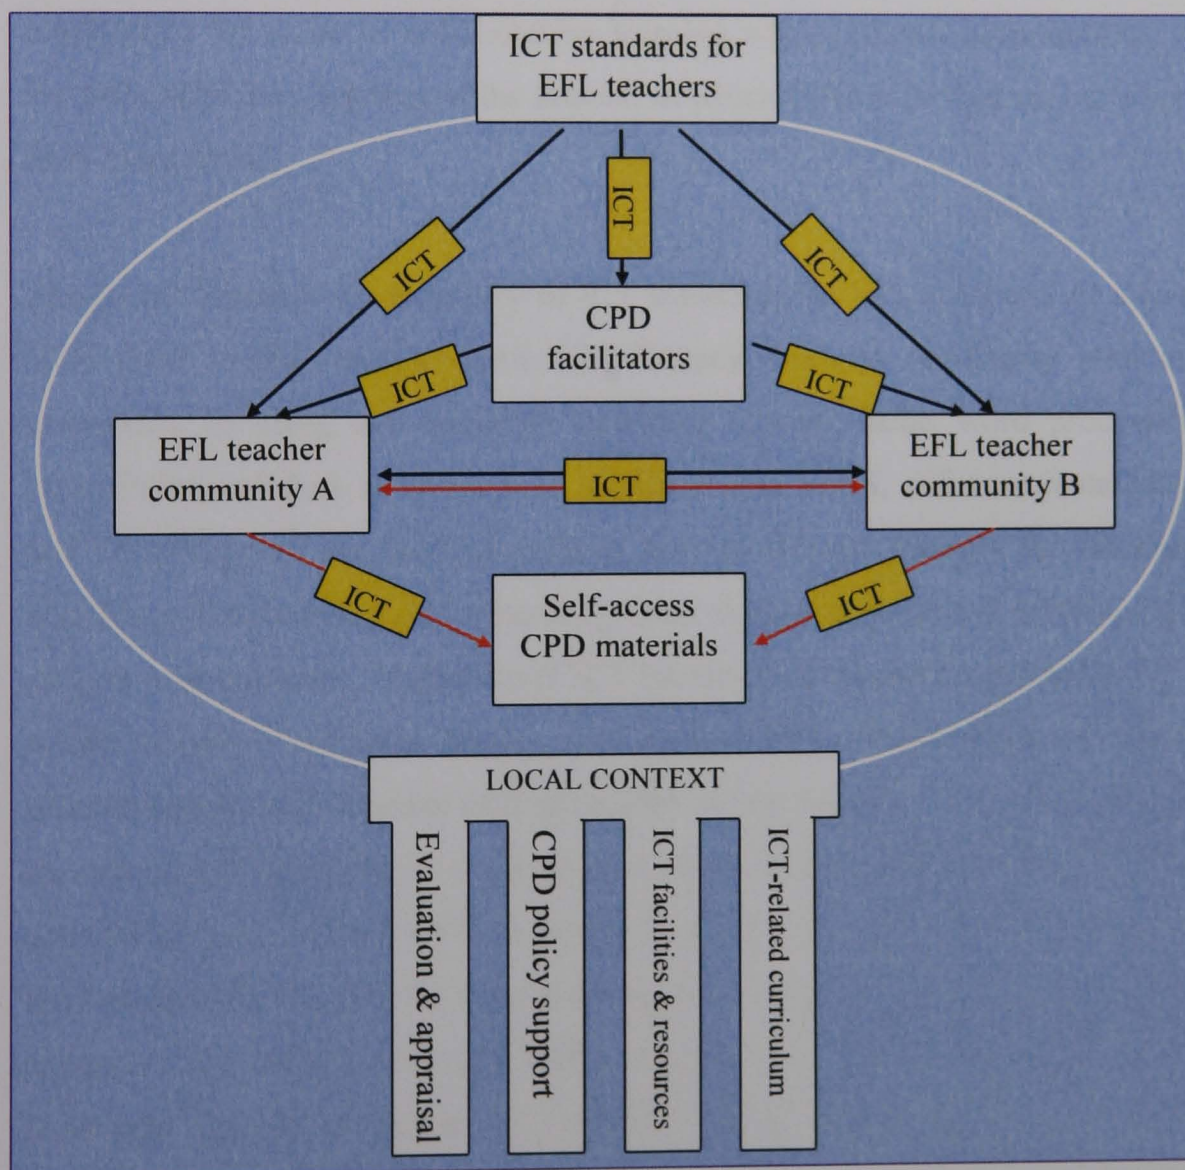 ICT standards for
EFL teachers
ICT
ICT
ICT
CPD
facilitators
ICT
ICT
EFL teacher
community A
ICT
EFL teacher
community B
ICT
ICT
Self-access
CPD materials
LOCAL CONTEXT
Evaluation & appraisal
CPD policy support
ICT facilities & resources
ICT-related curriculum